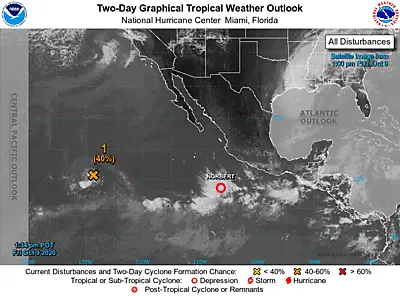 Two-Day Graphical Tropical Weather Outlook
National Hurricane Center Miami, Florida
All Disturbances
Satellite Image from
1:00 pm PDT, Oct 9
CENTRAL PACIFIC OUTLOOK
ATLANTIC
OUTLOOK
1
(40%)
NORBERT
130W
110W
1:34 pm PDT
Fri Oct 9 2020
Current Disturbances and Two-Day Cyclone Formation Chance: < 40% 40-60% > 60%
Tropical or Sub-Tropical Cyclone: Depression Storm Hurricane
Post-Tropical Cyclone or Remnants